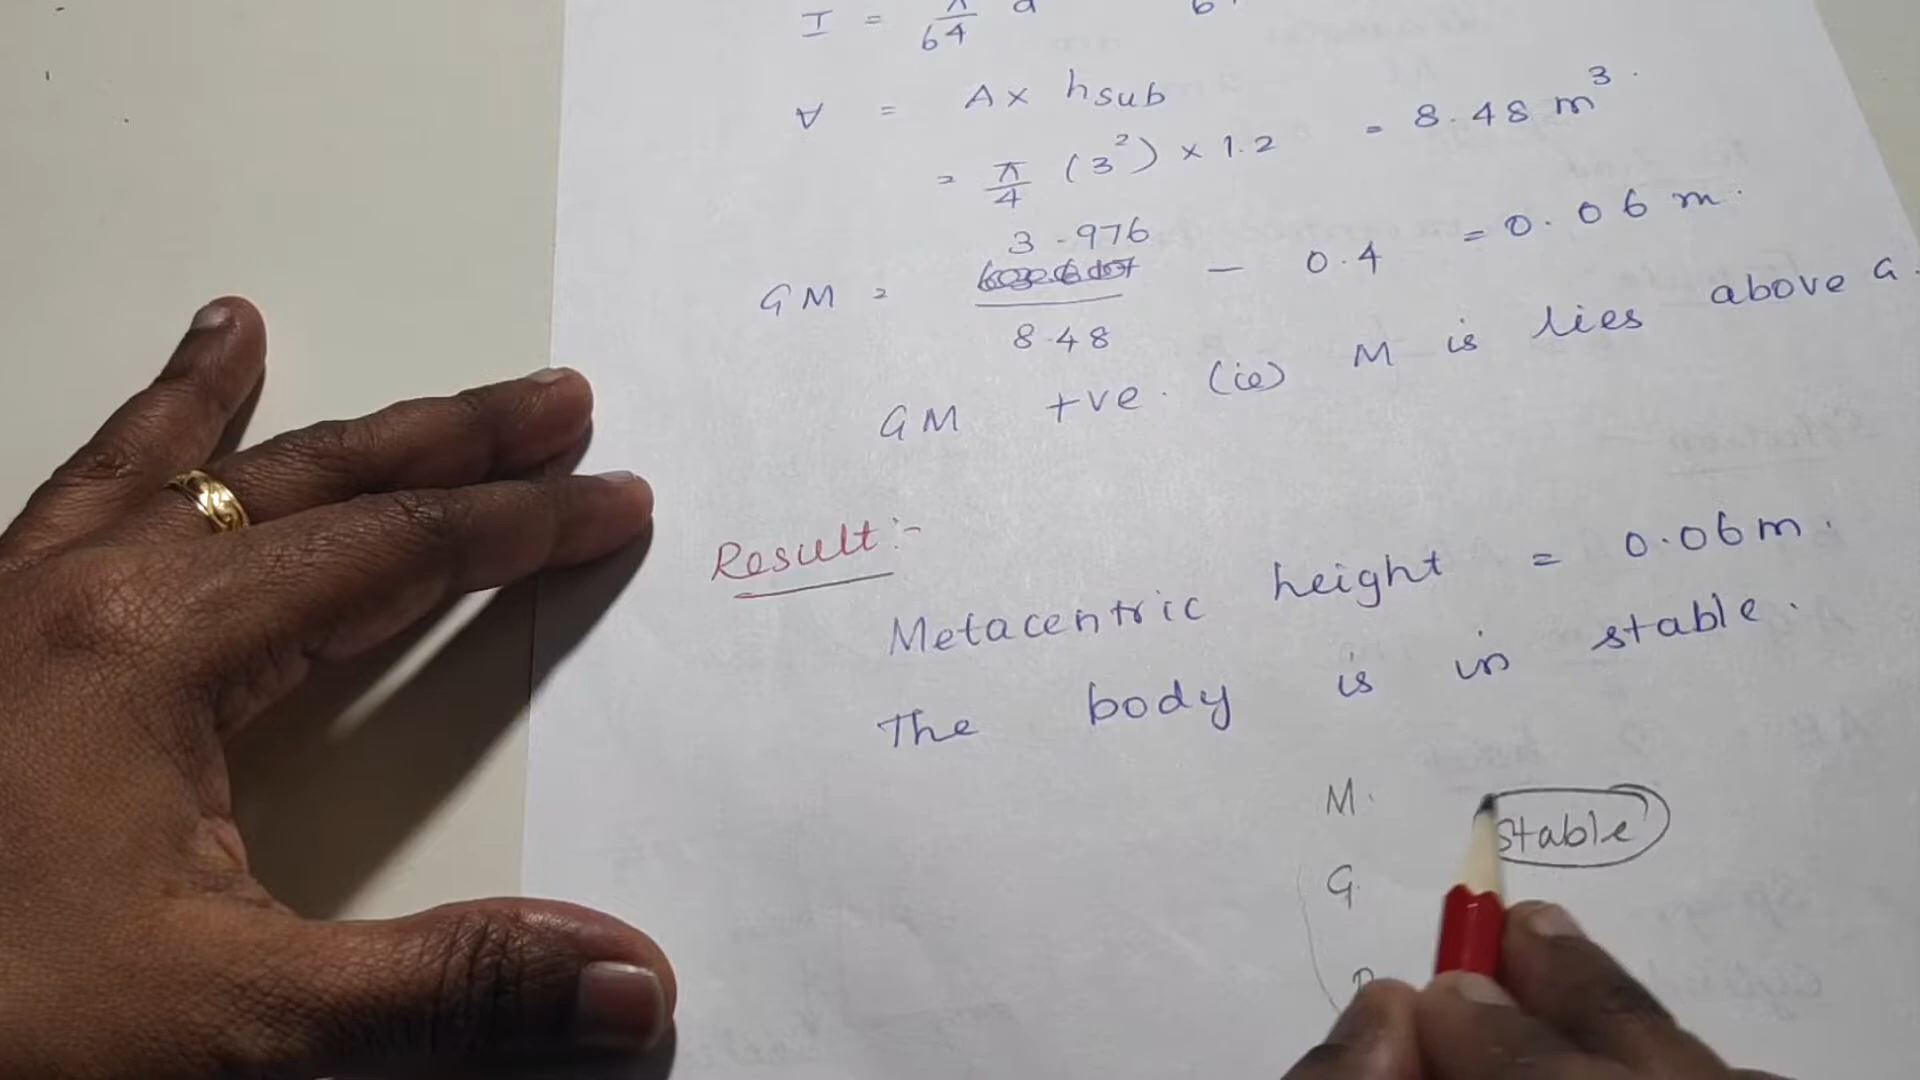 I = π/64 d
∀ = A x hsub
= π/4 (3²) x 1.2 = 8.48 m³.
GM = 3.976/8.48 - 0.4 = 0.06 m.
GM +ve. (ie) M is lies above G.
Result:-
Metacentric height = 0.06m.
The body is in stable.
M.
stable
G.